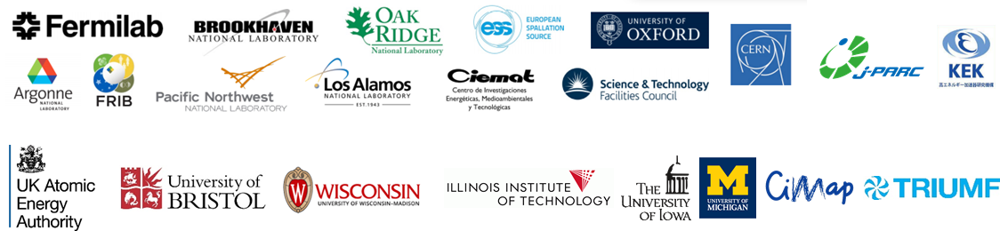 Fermilab
BROOKHAVEN
NATIONAL LABORATORY
OAK
RIDGE
National Laboratory
ess
EUROPEAN
SPALLATION
SOURCE
UNIVERSITY OF
OXFORD
CERN
J-PARC
KEK
高エネルギー加速器研究機構
Argonne
NATIONAL
LABORATORY
FRIB
Pacific Northwest
NATIONAL LABORATORY
Los Alamos
NATIONAL LABORATORY
EST.1943
Ciemat
Centro de Investigaciones
Energéticas, Medioambientales
y Tecnológicas
Science & Technology
Facilities Council
UK Atomic
Energy
Authority
University of
BRISTOL
W
WISCONSIN
UNIVERSITY OF WISCONSIN-MADISON
ILLINOIS INSTITUTE
OF TECHNOLOGY
THE
UNIVERSITY
OF IOWA
M
UNIVERSITY OF
MICHIGAN
CiMap
TRIUMF